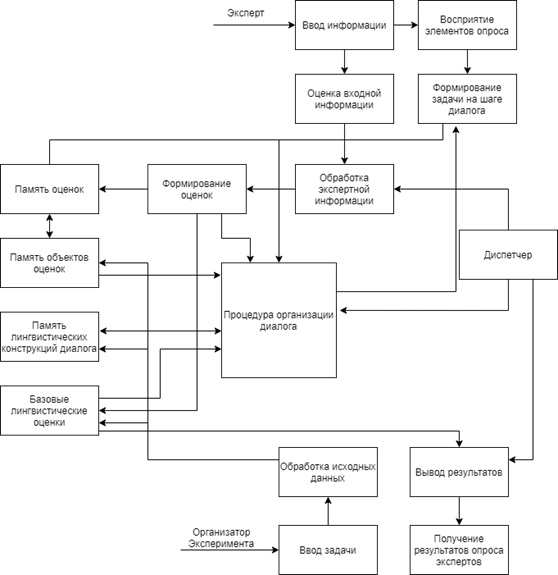 Эксперт
Ввод информации
Восприятие
элементов опроса
Оценка входной
информации
Формирование
задачи на шаге
диалога
Память оценок
Формирование
оценок
Обработка
экспертной
информации
Память объектов
оценок
Диспетчер
Процедура организации
диалога
Память
лингвистических
конструкций диалога
Базовые
лингвистические
оценки
Обработка исходных
данных
Вывод результатов
Организатор
Эксперимента
Ввод задачи
Получение
результатов опроса
экспертов